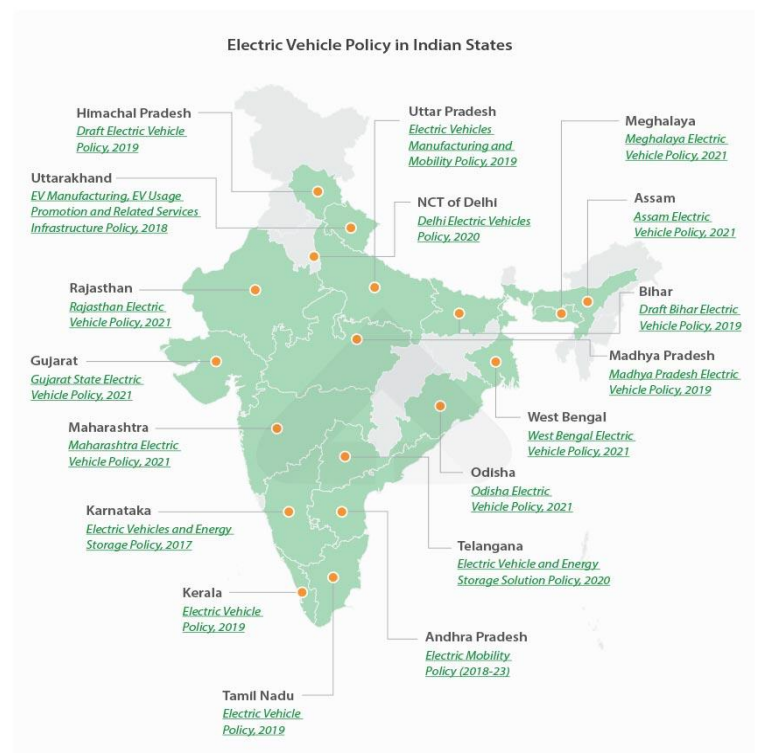 Electric Vehicle Policy in Indian States
Himachal Pradesh
Draft Electric Vehicle
Policy, 2019
Uttar Pradesh
Electric Vehicles
Manufacturing and
Mobility Policy, 2019
Meghalaya
Meghalaya Electric
Vehicle Policy, 2021
Uttarakhand
EV Manufacturing, EV Usage
Promotion and Related Services
Infrastructure Policy, 2018
NCT of Delhi
Delhi Electric Vehicles
Policy, 2020
Assam
Assam Electric
Vehicle Policy, 2021
Rajasthan
Rajasthan Electric
Vehicle Policy, 2021
Bihar
Draft Bihar Electric
Vehicle Policy, 2019
Gujarat
Gujarat State Electric
Vehicle Policy, 2021
Madhya Pradesh
Madhya Pradesh Electric
Vehicle Policy, 2019
Maharashtra
Maharashtra Electric
Vehicle Policy, 2021
West Bengal
West Bengal Electric
Vehicle Policy, 2021
Odisha
Odisha Electric
Vehicle Policy, 2021
Karnataka
Electric Vehicles and Energy
Storage Policy, 2017
Telangana
Electric Vehicle and Energy
Storage Solution Policy, 2020
Kerala
Electric Vehicle
Policy, 2019
Andhra Pradesh
Electric Mobility
Policy (2018-23)
Tamil Nadu
Electric Vehicle
Policy, 2019